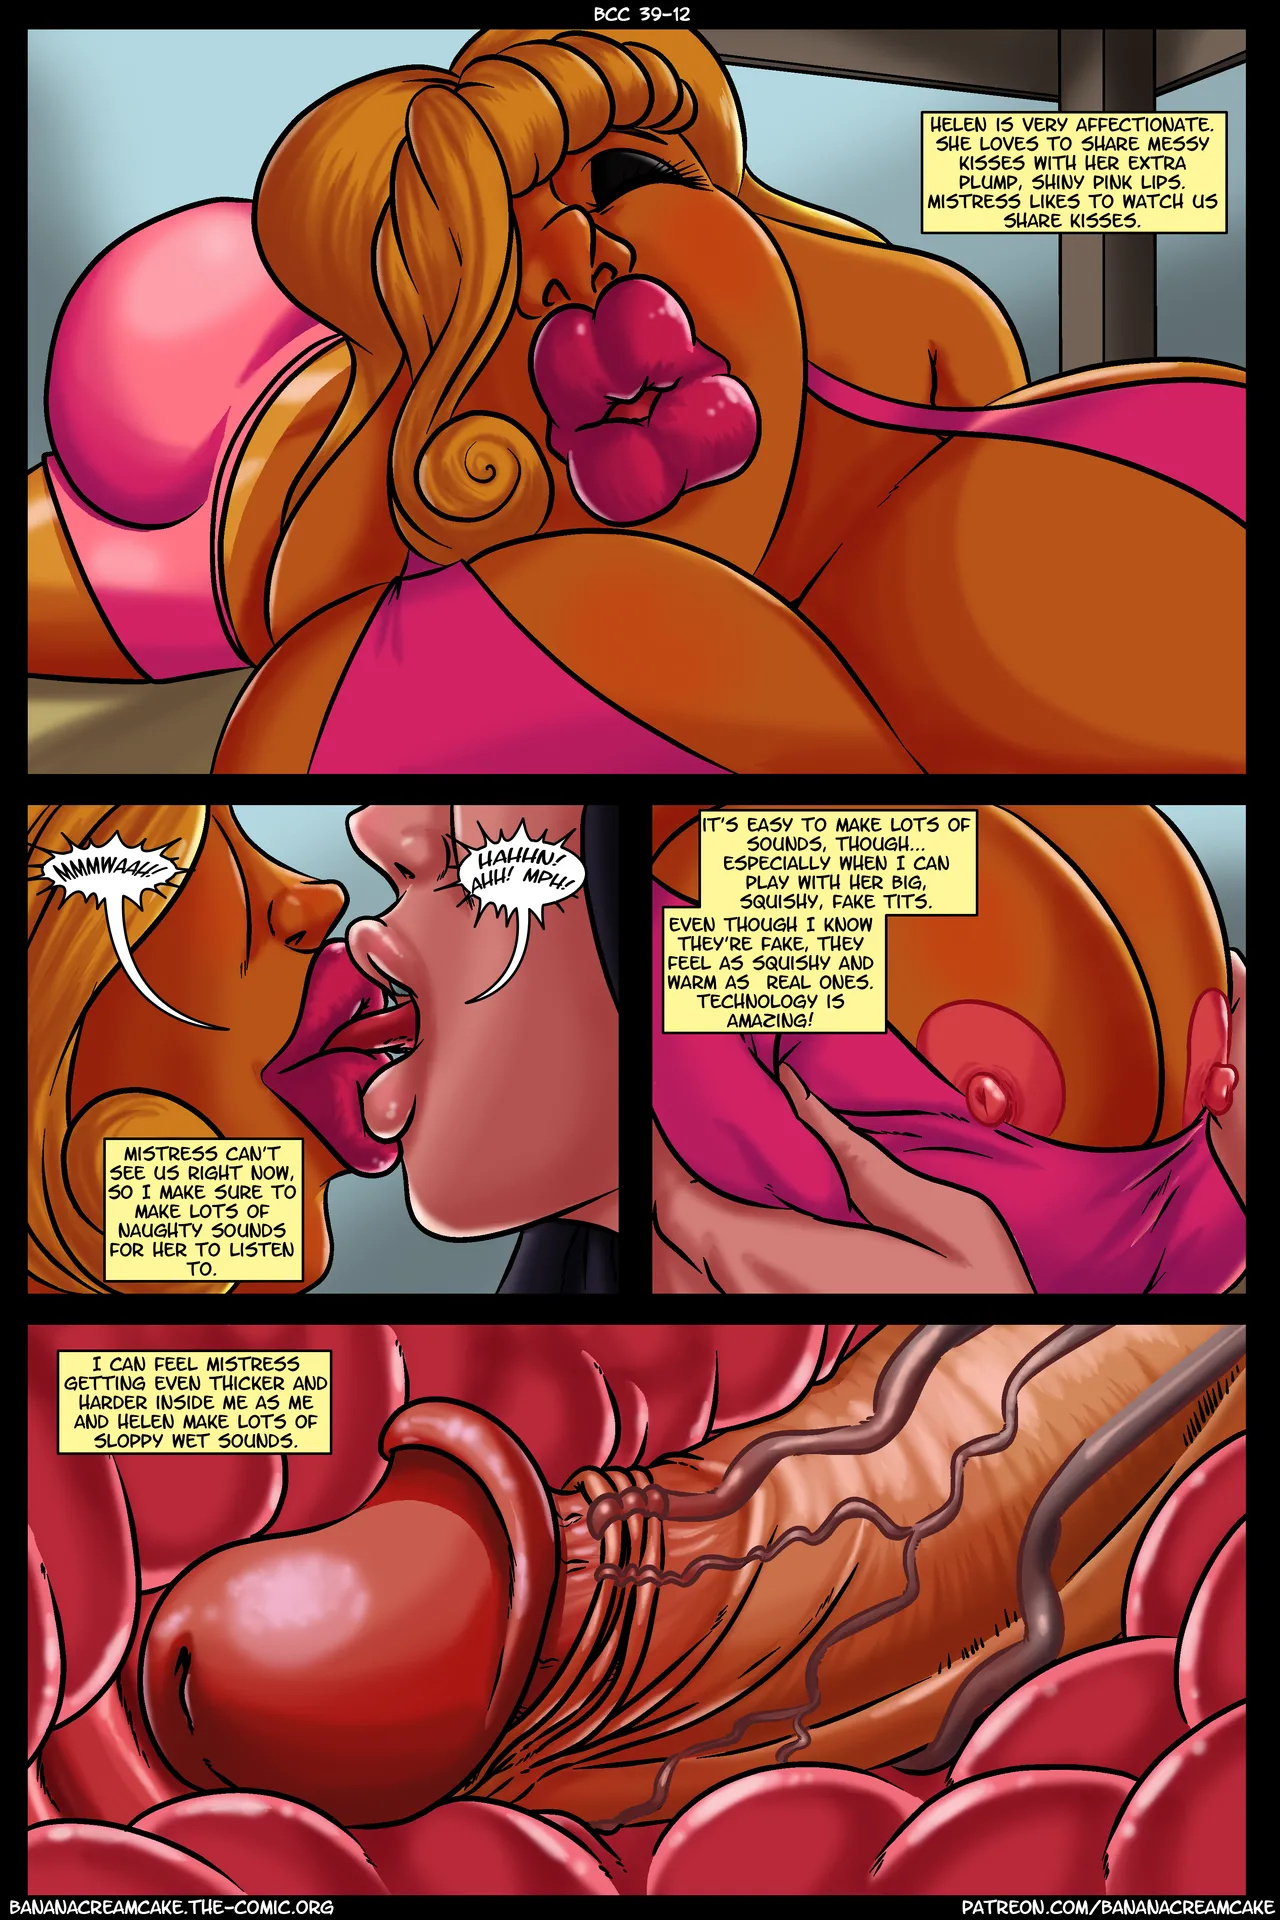 BCC 39-12
HELEN IS VERY AFFECTIONATE.
SHE LOVES TO SHARE MESSY
KISSES WITH HER EXTRA
PLUMP, SHINY PINK LIPS.
MISTRESS LIKES TO WATCH US
SHARE KISSES.
MMMWAAH!!
HAHHN!
AHH! MPH!
MISTRESS CAN'T
SEE US RIGHT NOW,
SO I MAKE SURE TO
MAKE LOTS OF
NAUGHTY SOUNDS
FOR HER TO LISTEN
TO.
IT'S EASY TO MAKE LOTS OF
SOUNDS, THOUGH...
ESPECIALLY WHEN I CAN
PLAY WITH HER BIG,
SQUISHY, FAKE TITS.
EVEN THOUGH I KNOW
THEY'RE FAKE, THEY
FEEL AS SQUISHY AND
WARM AS REAL ONES.
TECHNOLOGY IS
AMAZING!
I CAN FEEL MISTRESS
GETTING EVEN THICKER AND
HARDER INSIDE ME AS ME
AND HELEN MAKE LOTS OF
SLOPPY WET SOUNDS.
BANANACREAMCAKE.THE-COMIC.ORG
PATREON.COM/BANANACREAMCAKE